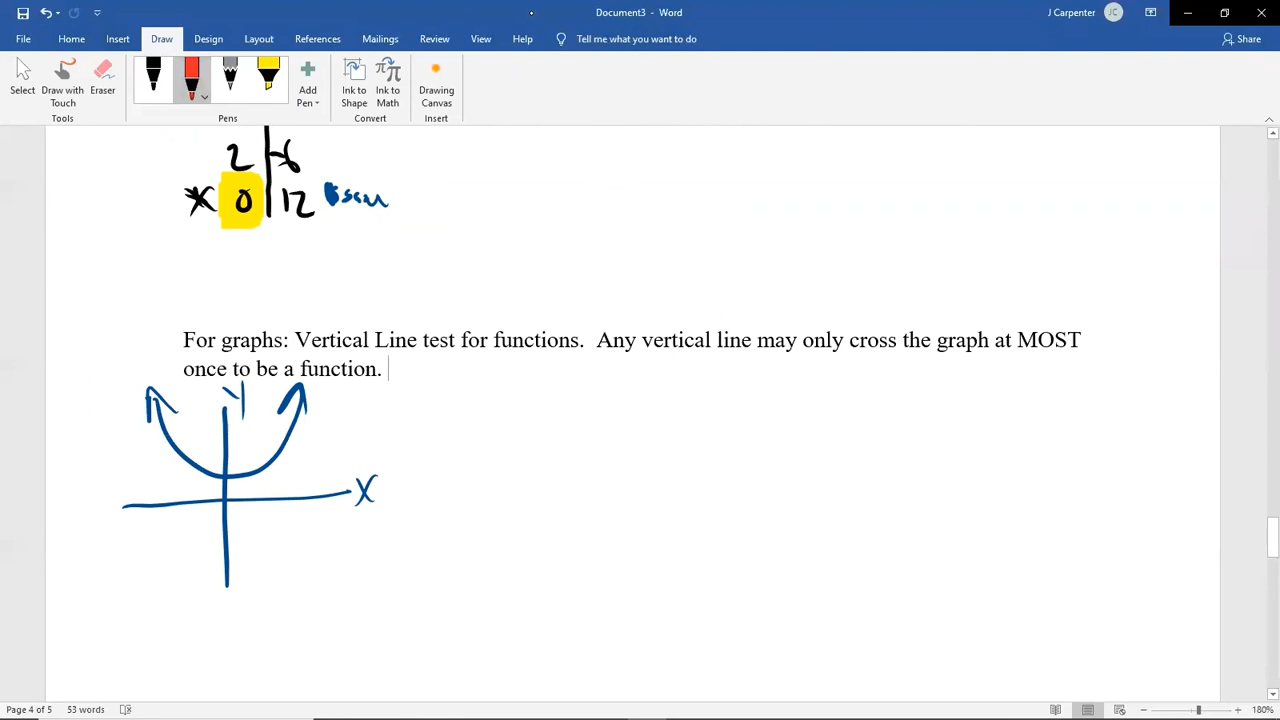 Document3 - Word
J Carpenter
JC
File Home Insert Draw Design Layout References Mailings Review View Help Tell me what you want to do
Share
Select
Draw with Touch
Eraser
Add Pen
Ink to Shape
Ink to Math
Drawing Canvas
Tools
Pens
Convert
Insert
2 -6
* 0 12
For graphs: Vertical Line test for functions. Any vertical line may only cross the graph at MOST
once to be a function.
y
X
Page 4 of 5 53 words
180%